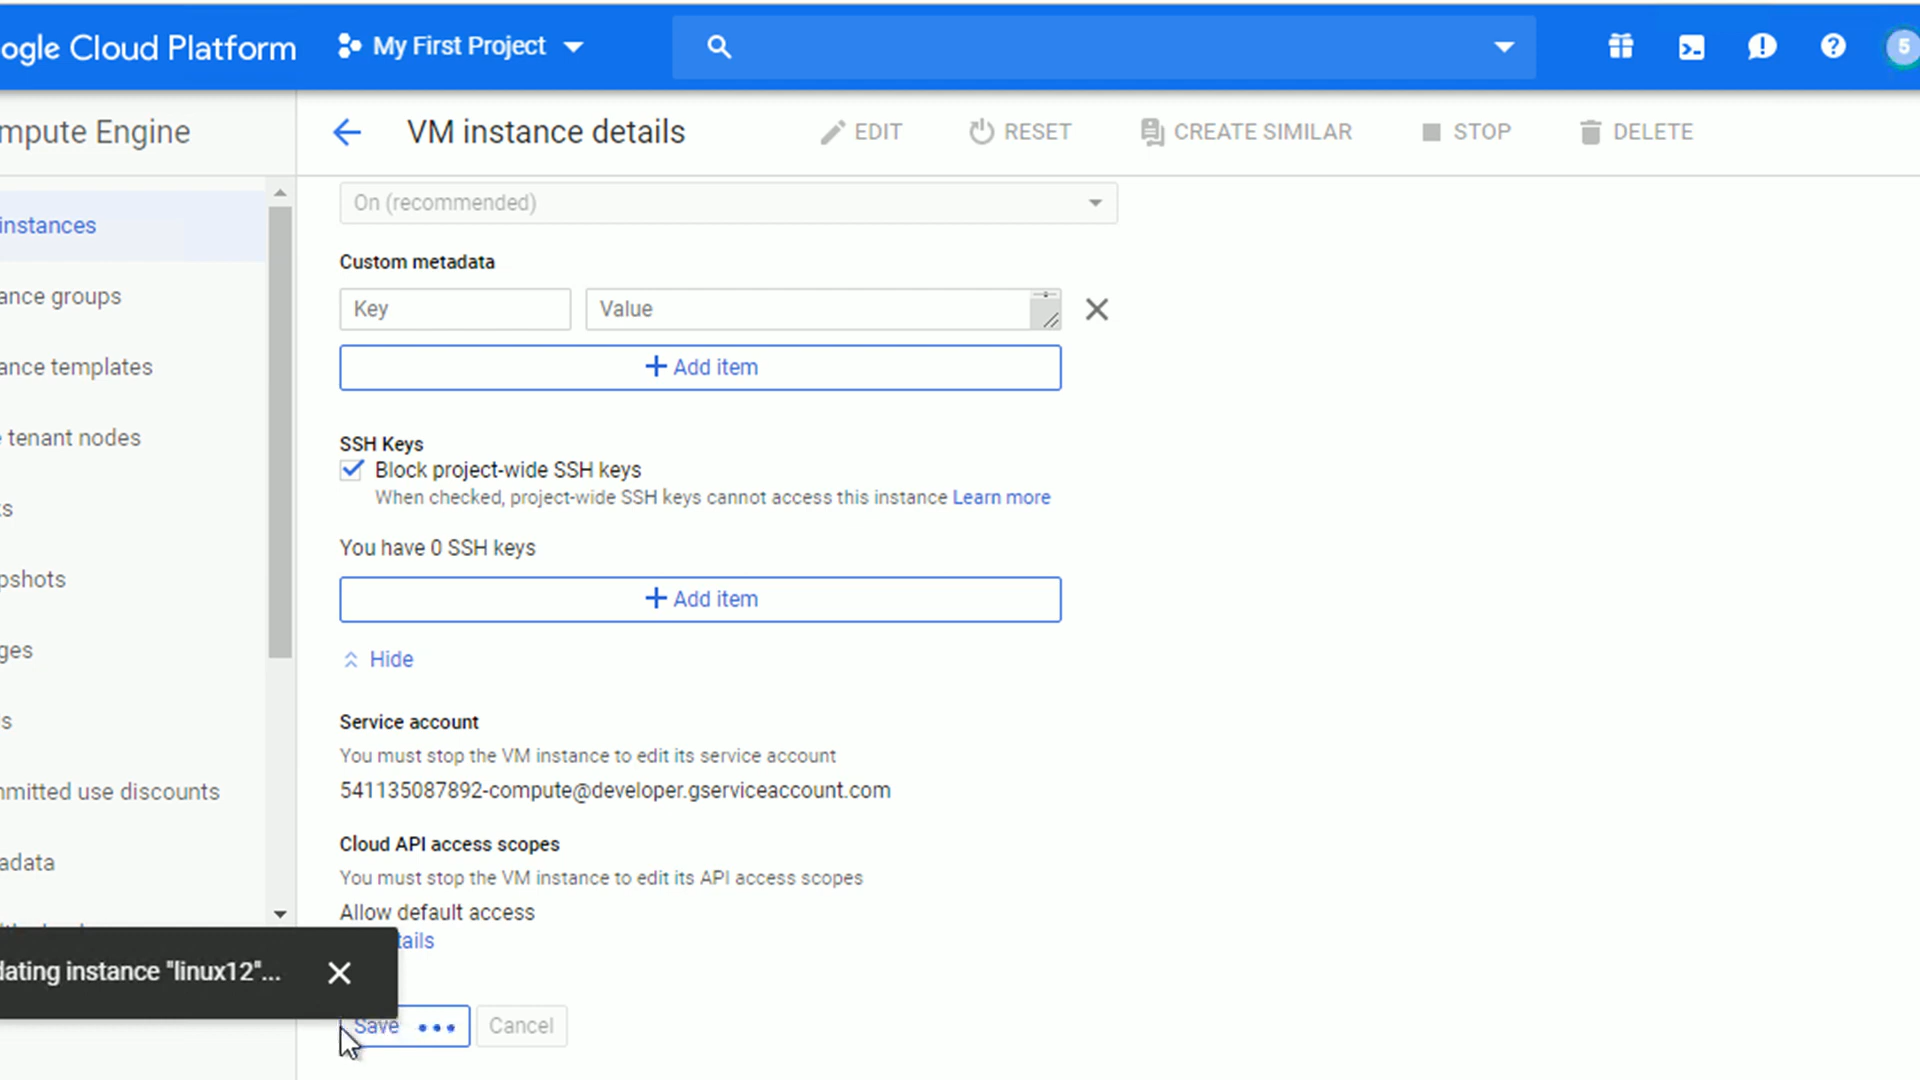 ogle Cloud Platform
My First Project
5
mpute Engine
VM instance details
EDIT
RESET
CREATE SIMILAR
STOP
DELETE
instances
ance groups
ance templates
tenant nodes
s
pshots
ges
s
mmitted use discounts
adata
On (recommended)
Custom metadata
Key
Value
Add item
SSH Keys
Block project-wide SSH keys
When checked, project-wide SSH keys cannot access this instance Learn more
You have 0 SSH keys
Add item
Hide
Service account
You must stop the VM instance to edit its service account
541135087892-compute@developer.gserviceaccount.com
Cloud API access scopes
You must stop the VM instance to edit its API access scopes
Allow default access
tails
dating instance "linux12"...
Save
Cancel